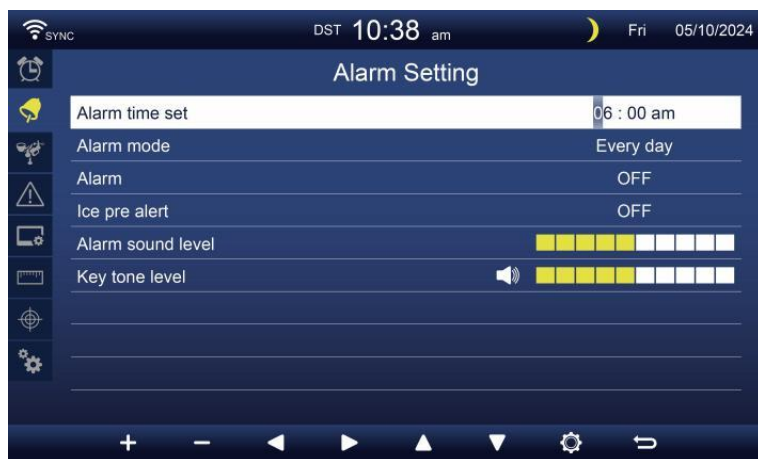 SYNC DST 10:38 am Fri 05/10/2024
Alarm Setting
Alarm time set 06 : 00 am
Alarm mode Every day
Alarm OFF
Ice pre alert OFF
Alarm sound level
Key tone level